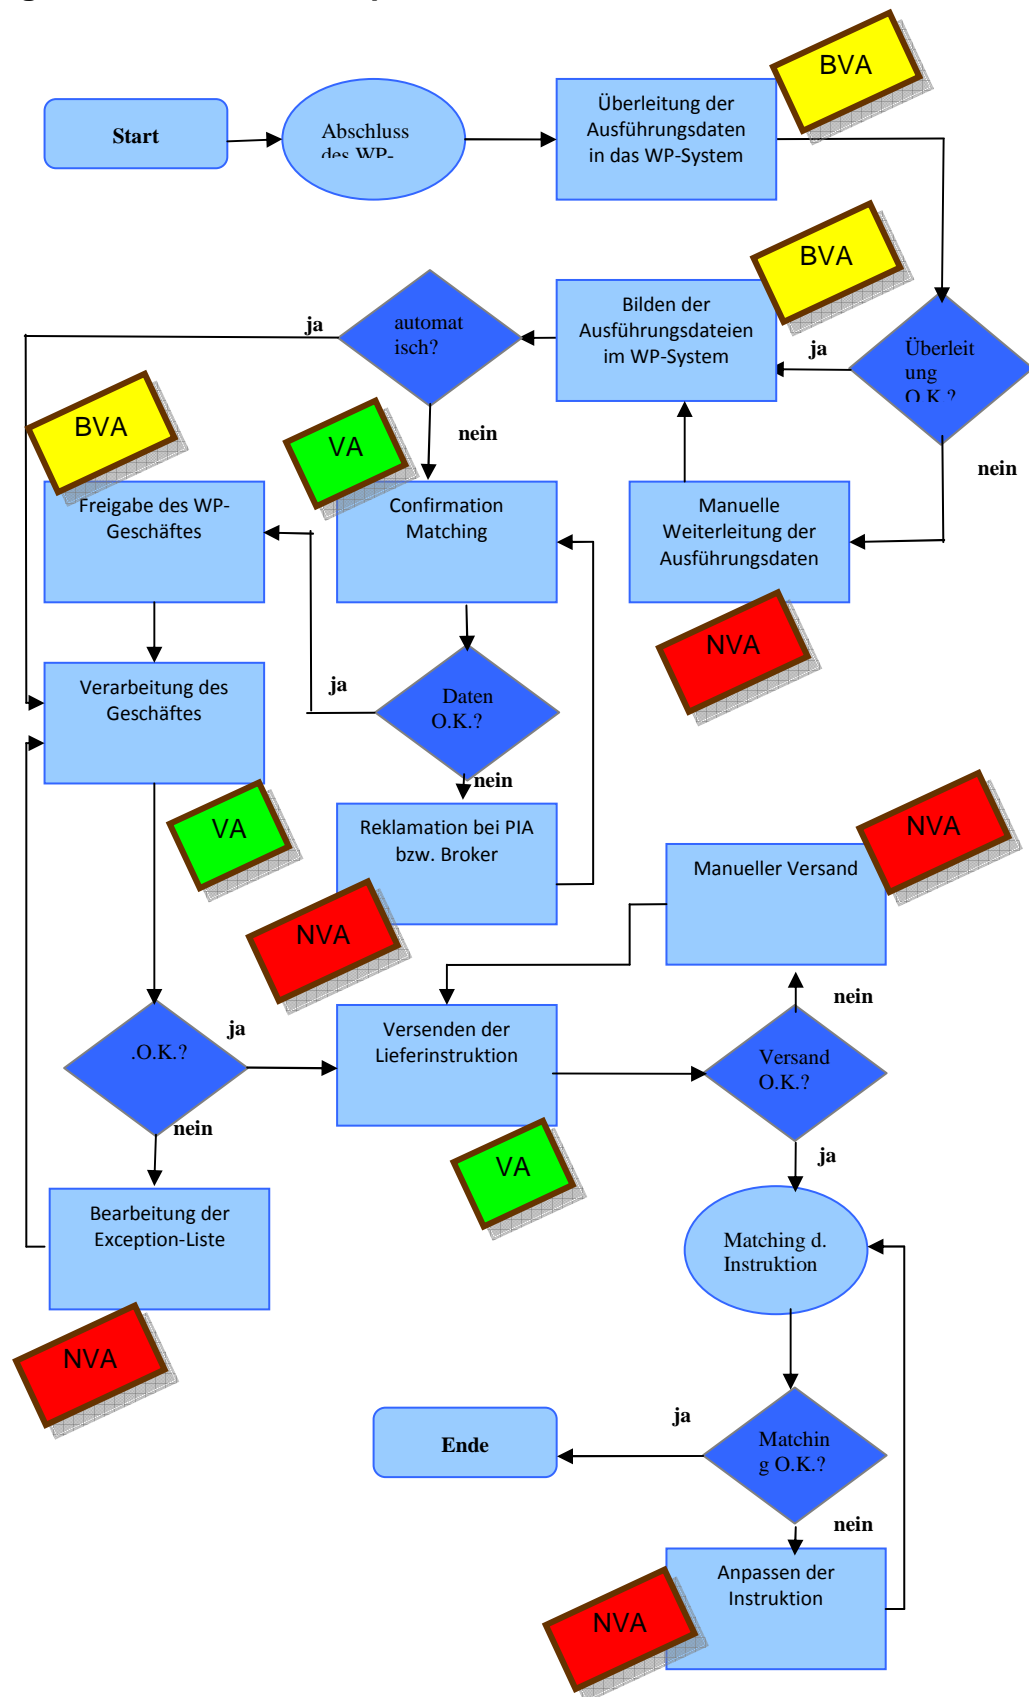 BVA
Start
Abschluss
des WP-
Überleitung der
Ausführungsdaten
in das WP-System
BVA
ja
automat
isch?
Bilden der
Ausführungsdateien
im WP-System
ja
Überleit
ung
O.K.?
nein
BVA
VA
nein
Freigabe des WP-
Geschäftes
Confirmation
Matching
Manuelle
Weiterleitung der
Ausführungsdaten
NVA
Verarbeitung des
Geschäftes
ja
Daten
O.K.?
nein
VA
Reklamation bei PIA
bzw. Broker
NVA
Manueller Versand
NVA
nein
.O.K.?
ja
Versenden der
Lieferinstruktion
Versand
O.K.?
nein
VA
ja
Bearbeitung der
Exception-Liste
NVA
Matching d.
Instruktion
Ende
ja
Matchin
g O.K.?
nein
Anpassen der
Instruktion
NVA